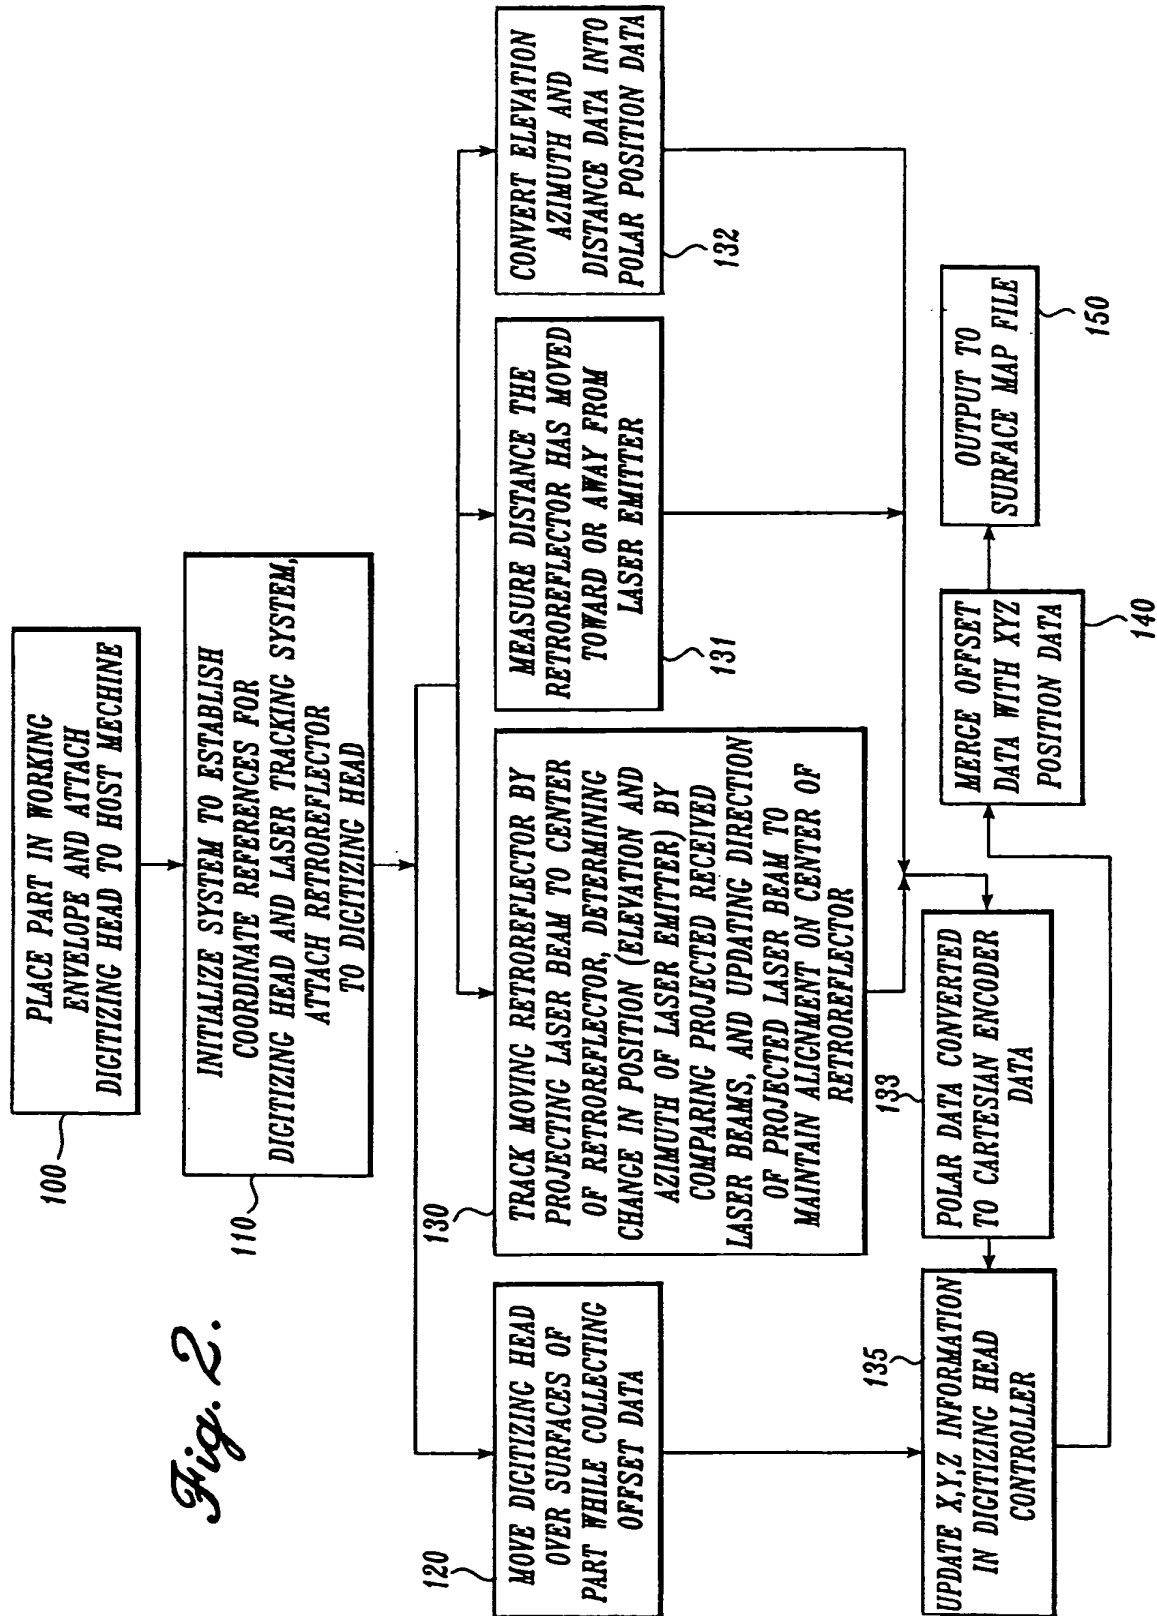 Fig. 2.
PLACE PART IN WORKING
ENVELOPE AND ATTACH
DIGITIZING HEAD TO HOST MECHINE
100
INITIALIZE SYSTEM TO ESTABLISH
COORDINATE REFERENCES FOR
DIGITIZING HEAD AND LASER TRACKING SYSTEM,
ATTACH RETROREFLECTOR
TO DIGITIZING HEAD
110
MOVE DIGITIZING HEAD
OVER SURFACES OF
PART WHILE COLLECTING
OFFSET DATA
120
TRACK MOVING RETROREFLECTOR BY
PROJECTING LASER BEAM TO CENTER
OF RETROREFLECTOR, DETERMINING
CHANGE IN POSITION (ELEVATION AND
AZIMUTH OF LASER EMITTER) BY
COMPARING PROJECTED RECEIVED
LASER BEAMS, AND UPDATING DIRECTION
OF PROJECTED LASER BEAM TO
MAINTAIN ALIGNMENT ON CENTER OF
RETROREFLECTOR
130
MEASURE DISTANCE THE
RETROREFLECTOR HAS MOVED
TOWARD OR AWAY FROM
LASER EMITTER
131
CONVERT ELEVATION
AZIMUTH AND
DISTANCE DATA INTO
POLAR POSITION DATA
132
UPDATE X,Y,Z INFORMATION
IN DIGITIZING HEAD
CONTROLLER
135
POLAR DATA CONVERTED
TO CARTESIAN ENCODER
DATA
133
MERGE OFFSET
DATA WITH XYZ
POSITION DATA
140
OUTPUT TO
SURFACE MAP FILE
150